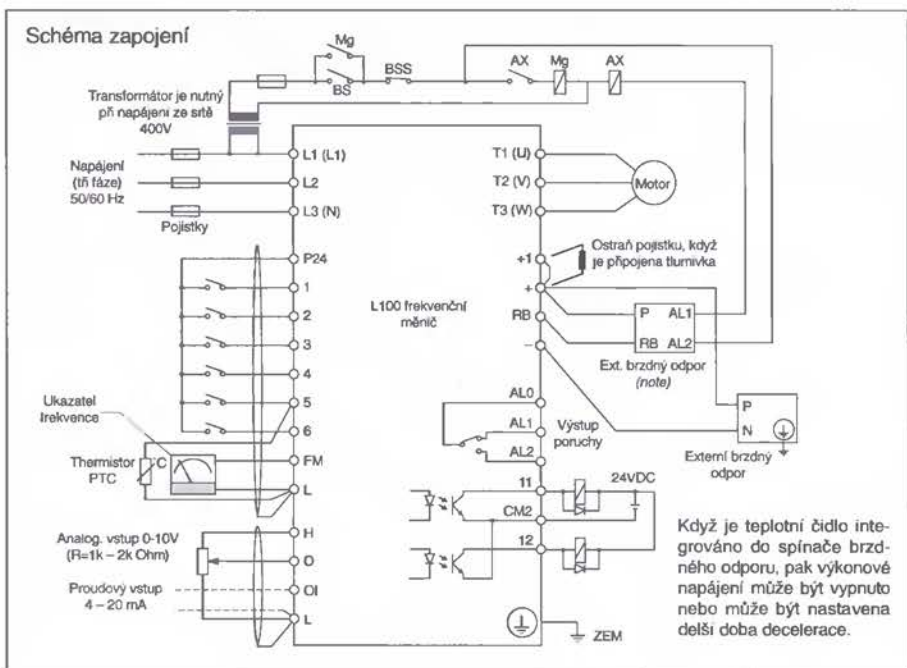 Schéma zapojení
Mg
BS
BSS
AX
Mg
AX
Transformátor je nutný
při napájení ze sítě
400V
Napájení
(tři fáze)
50/60 Hz
Pojistky
L1 (L1)
L2
L3 (N)
T1 (U)
T2 (V)
T3 (W)
Motor
P24
1
2
3
4
5
6
FM
L
H
O
OI
L
L100 frekvenční
měnič
+1
+
RB
–
Ostraň pojistku, když
je připojena tlumivka
P AL1
RB AL2
Ext. brzdný odpor
(note)
P
N
Externí brzdný
odpor
AL0
AL1
AL2
Výstup
poruchy
11
CM2
12
24VDC
Ukazatel
frekvence
Thermistor
PTC
°C
Analog. vstup 0-10V
(R=1k – 2k Ohm)
Proudový vstup
4 – 20 mA
ZEM
Když je teplotní čidlo inte-
grováno do spínače brzd-
ného odporu, pak výkonové
napájení může být vypnuto
nebo může být nastavena
delší doba decelerace.